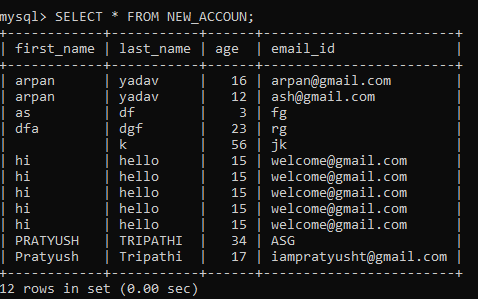 mysql> SELECT * FROM NEW_ACCOUN;
+------------+-----------+------+------------------------+
| first_name | last_name | age  | email_id               |
+------------+-----------+------+------------------------+
| arpan      | yadav     |   16 | arpan@gmail.com        |
| arpan      | yadav     |   12 | ash@gmail.com          |
| as         | df        |    3 | fg                     |
| dfa        | dgf       |   23 | rg                     |
|            | k         |   56 | jk                     |
| hi         | hello     |   15 | welcome@gmail.com      |
| hi         | hello     |   15 | welcome@gmail.com      |
| hi         | hello     |   15 | welcome@gmail.com      |
| hi         | hello     |   15 | welcome@gmail.com      |
| hi         | hello     |   15 | welcome@gmail.com      |
| PRATYUSH   | TRIPATHI  |   34 | ASG                    |
| Pratyush   | Tripathi  |   17 | iampratyusht@gmail.com |
+------------+-----------+------+------------------------+
12 rows in set (0.00 sec)